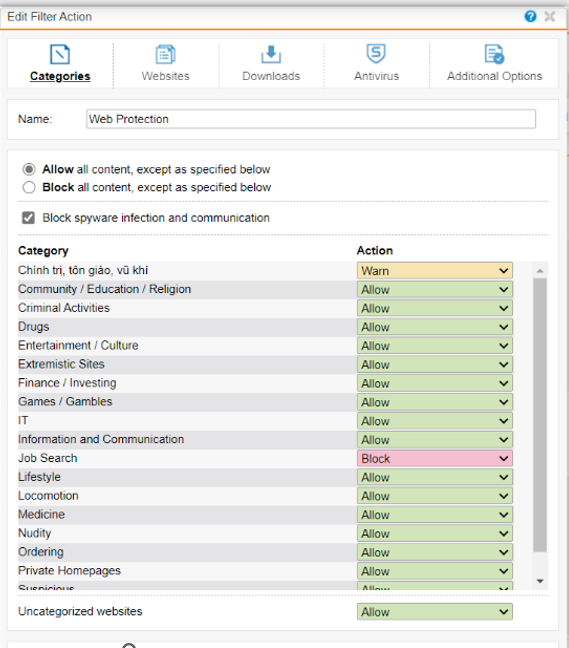 Edit Filter Action
Categories Websites Downloads Antivirus Additional Options
Name: Web Protection
Allow all content, except as specified below
Block all content, except as specified below
Block spyware infection and communication
Category Action
Chính trị, tôn giáo, vũ khí Warn
Community / Education / Religion Allow
Criminal Activities Allow
Drugs Allow
Entertainment / Culture Allow
Extremistic Sites Allow
Finance / Investing Allow
Games / Gambles Allow
IT Allow
Information and Communication Allow
Job Search Block
Lifestyle Allow
Locomotion Allow
Medicine Allow
Nudity Allow
Ordering Allow
Private Homepages Allow
Suspicious Allow
Uncategorized websites Allow